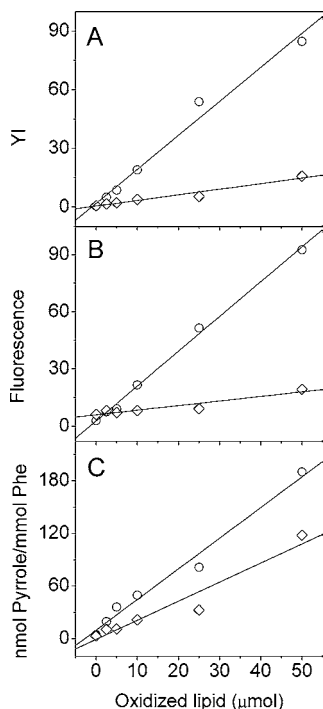 A
90
60
30
0
YI
B
90
60
30
0
Fluorescence
C
180
120
60
0
nmol Pyrrole/mmol Phe
0 10 20 30 40 50
Oxidized lipid (μmol)